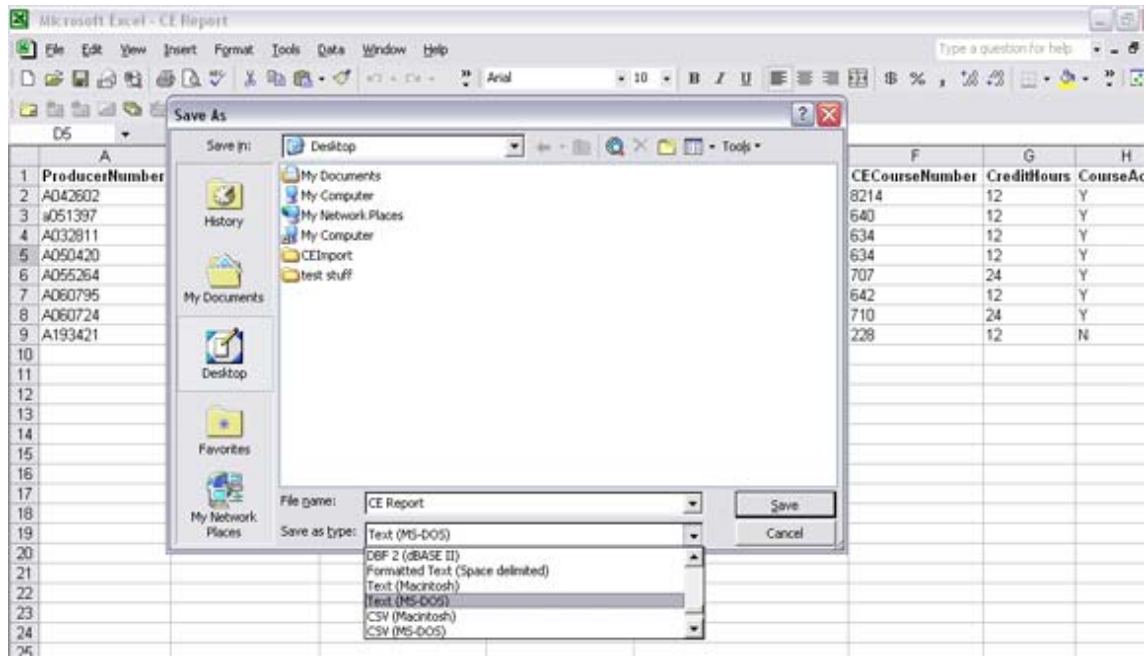 Microsoft Excel - CE Report
File Edit View Insert Format Tools Data Window Help Type a question for help
Arial 10 B I U $ % ,
D5
Save As
Save in: Desktop Tools
My Documents
My Computer
My Network Places
My Computer
CEImport
test stuff
History
My Documents
Desktop
Favorites
My Network Places
File name: CE Report Save
Save as type: Text (MS-DOS) Cancel
DBF 2 (dBASE II)
Formatted Text (Space delimited)
Text (Macintosh)
Text (MS-DOS)
CSV (Macintosh)
CSV (MS-DOS)
A F G H
1 ProducerNumber CECourseNumber CreditHours CourseAc
2 A042602 8214 12 Y
3 a051397 640 12 Y
4 A032811 634 12 Y
5 A050420 634 12 Y
6 A055264 707 24 Y
7 A060795 642 12 Y
8 A060724 710 24 Y
9 A193421 228 12 N
10
11
12
13
14
15
16
17
18
19
20
21
22
23
24
25